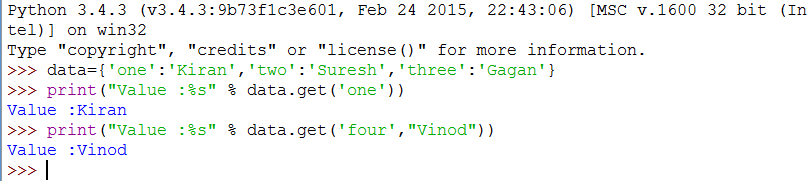 Python 3.4.3 (v3.4.3:9b73f1c3e601, Feb 24 2015, 22:43:06) [MSC v.1600 32 bit (In
tel)] on win32
Type "copyright", "credits" or "license()" for more information.
>>> data={'one':'Kiran','two':'Suresh','three':'Gagan'}
>>> print("Value :%s" % data.get('one'))
Value :Kiran
>>> print("Value :%s" % data.get('four',"Vinod"))
Value :Vinod
>>>